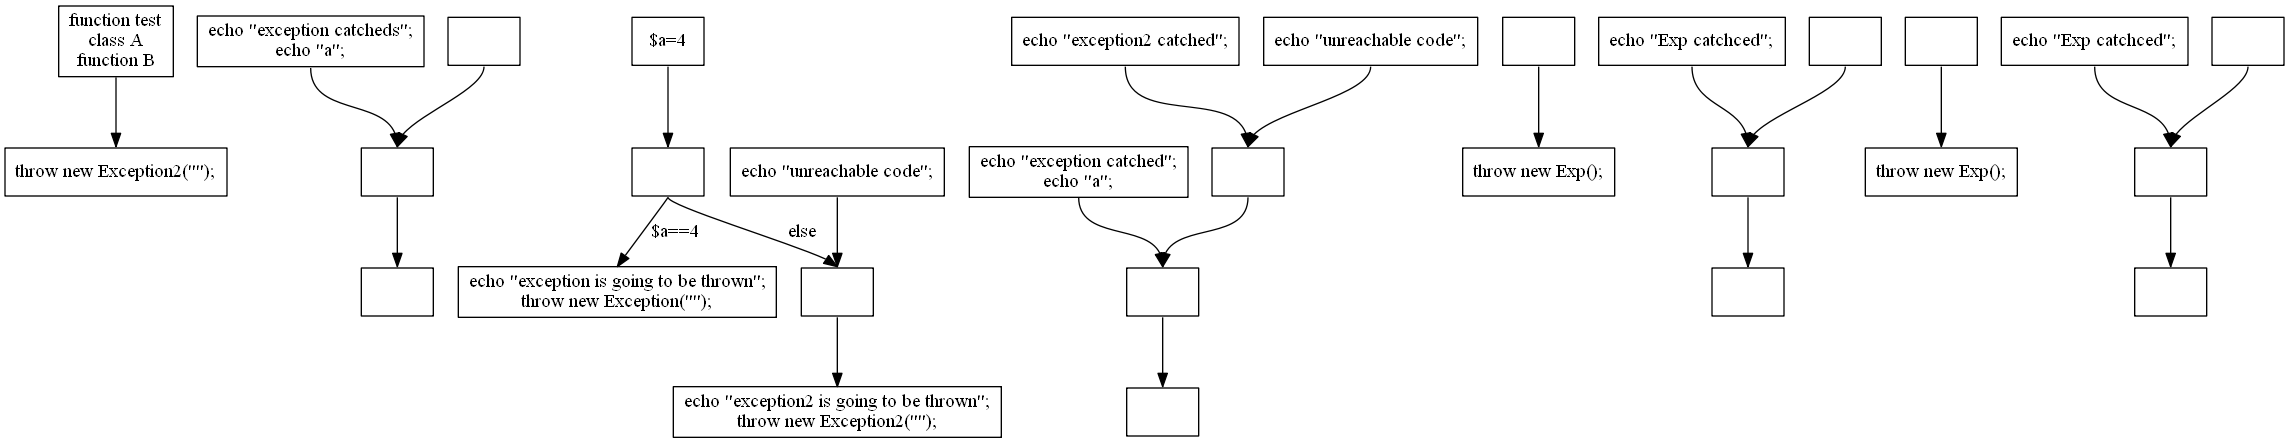 function test
class A
function B
throw new Exception2("");
echo "exception catcheds";
echo "a";
$a=4
$a==4
else
echo "unreachable code";
echo "exception is going to be thrown";
throw new Exception("");
echo "exception2 is going to be thrown";
throw new Exception2("");
echo "exception2 catched";
echo "unreachable code";
echo "exception catched";
echo "a";
throw new Exp();
echo "Exp catchced";
throw new Exp();
echo "Exp catchced";